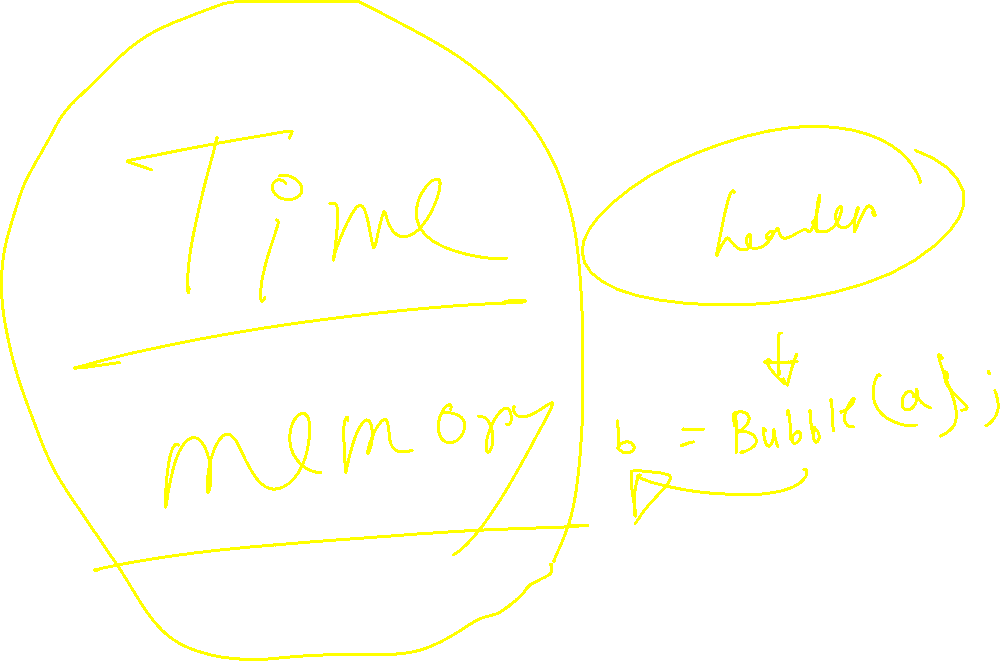 Time
memory
header
b = Bubble(a);